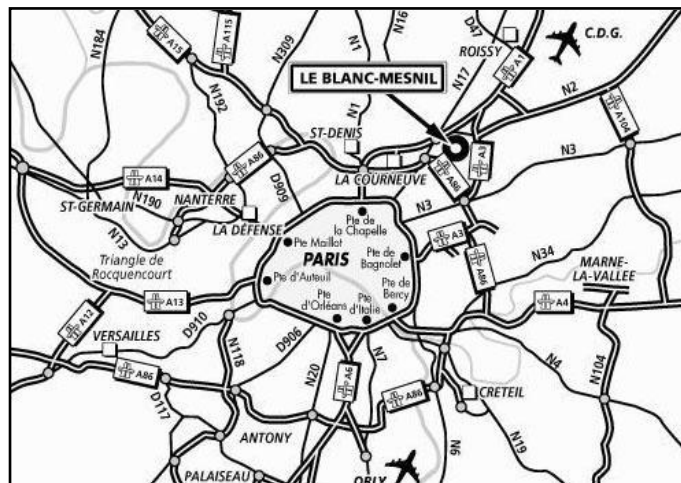 N184
A15
A115
N309
N1
N16
D47
ROISSY
C.D.G.
A1
N17
N2
LE BLANC-MESNIL
N192
N1
ST-DENIS
A104
A3
N3
A86
A14
LA COURNEUVE
A86
D909
NANTERRE
N190
ST-GERMAIN
LA DÉFENSE
N3
N13
Pte de
la Chapelle
A3
N34
Pte Maillot
PARIS
Pte de
Bagnolet
MARNE-
LA-VALLEE
Triangle de
Rocquencourt
A86
Pte d'Auteuil
Pte de
Bercy
A13
Pte
d'Orléans
Pte
d'Italie
A4
A12
D910
VERSAILLES
N118
D906
N7
A86
N20
A6
N4
N104
D117
A86
CRÉTEIL
ANTONY
N6
N19
PALAISEAU
ORLY